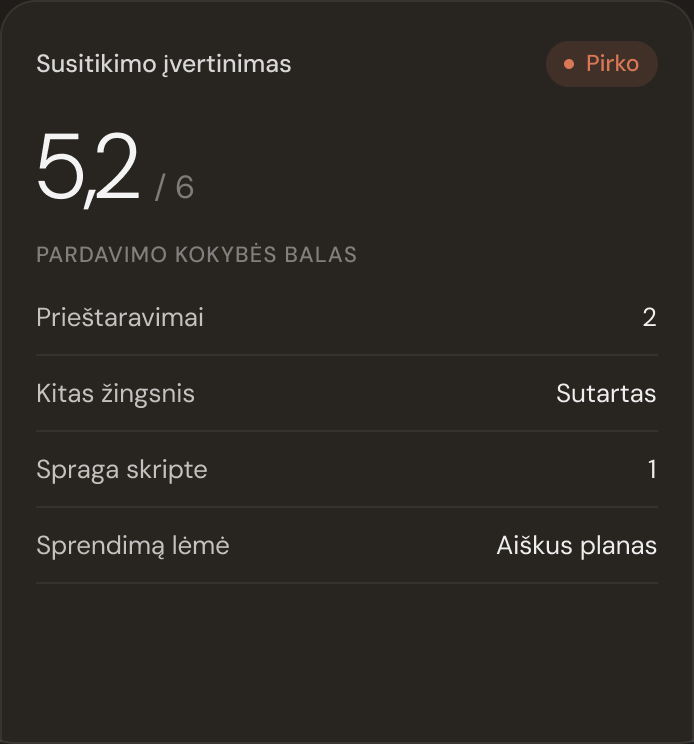 Susitikimo įvertinimas
Pirko
5,2 / 6
PARDAVIMO KOKYBĖS BALAS
Prieštaravimai 2
Kitas žingsnis Sutartas
Spraga skripte 1
Sprendimą lėmė Aiškus planas